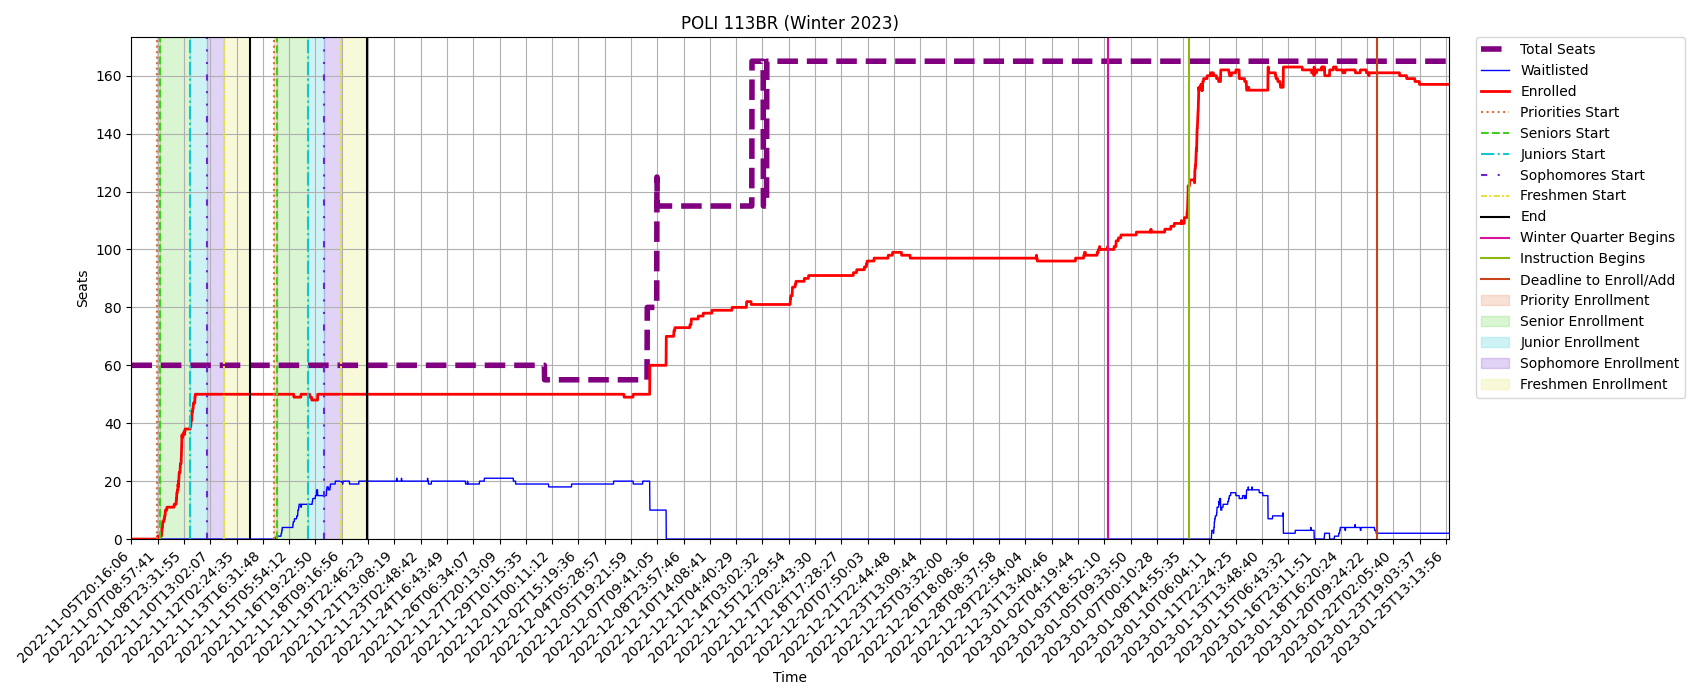 POLI 113BR (Winter 2023)
Seats
160
140
120
100
80
60
40
20
0
2022-11-05T20:16:06
2022-11-07T08:57:41
2022-11-08T23:31:55
2022-11-10T13:02:07
2022-11-12T02:24:35
2022-11-13T16:31:48
2022-11-15T05:54:12
2022-11-16T19:22:50
2022-11-18T09:16:56
2022-11-19T22:46:23
2022-11-21T13:08:19
2022-11-23T02:48:42
2022-11-24T16:43:49
2022-11-26T06:34:07
2022-11-27T20:13:09
2022-11-29T10:15:35
2022-12-01T00:11:12
2022-12-02T15:19:36
2022-12-04T05:28:57
2022-12-05T19:21:59
2022-12-07T09:41:05
2022-12-08T23:57:46
2022-12-10T14:08:41
2022-12-12T04:40:29
2022-12-14T03:02:32
2022-12-15T12:29:54
2022-12-17T02:43:30
2022-12-18T17:28:27
2022-12-20T07:50:03
2022-12-21T22:44:48
2022-12-23T13:09:44
2022-12-25T13:32:00
2022-12-26T18:08:36
2022-12-28T08:37:58
2022-12-29T22:54:04
2022-12-31T13:40:46
2023-01-02T04:19:44
2023-01-03T18:52:10
2023-01-05T09:33:50
2023-01-07T00:10:28
2023-01-08T14:55:35
2023-01-10T06:04:11
2023-01-11T22:24:25
2023-01-13T13:48:40
2023-01-15T06:43:32
2023-01-16T23:11:51
2023-01-18T16:20:24
2023-01-20T09:24:22
2023-01-22T02:05:40
2023-01-23T19:03:37
2023-01-25T13:13:56
Time
Total Seats
Waitlisted
Enrolled
Priorities Start
Seniors Start
Juniors Start
Sophomores Start
Freshmen Start
End
Winter Quarter Begins
Instruction Begins
Deadline to Enroll/Add
Priority Enrollment
Senior Enrollment
Junior Enrollment
Sophomore Enrollment
Freshmen Enrollment